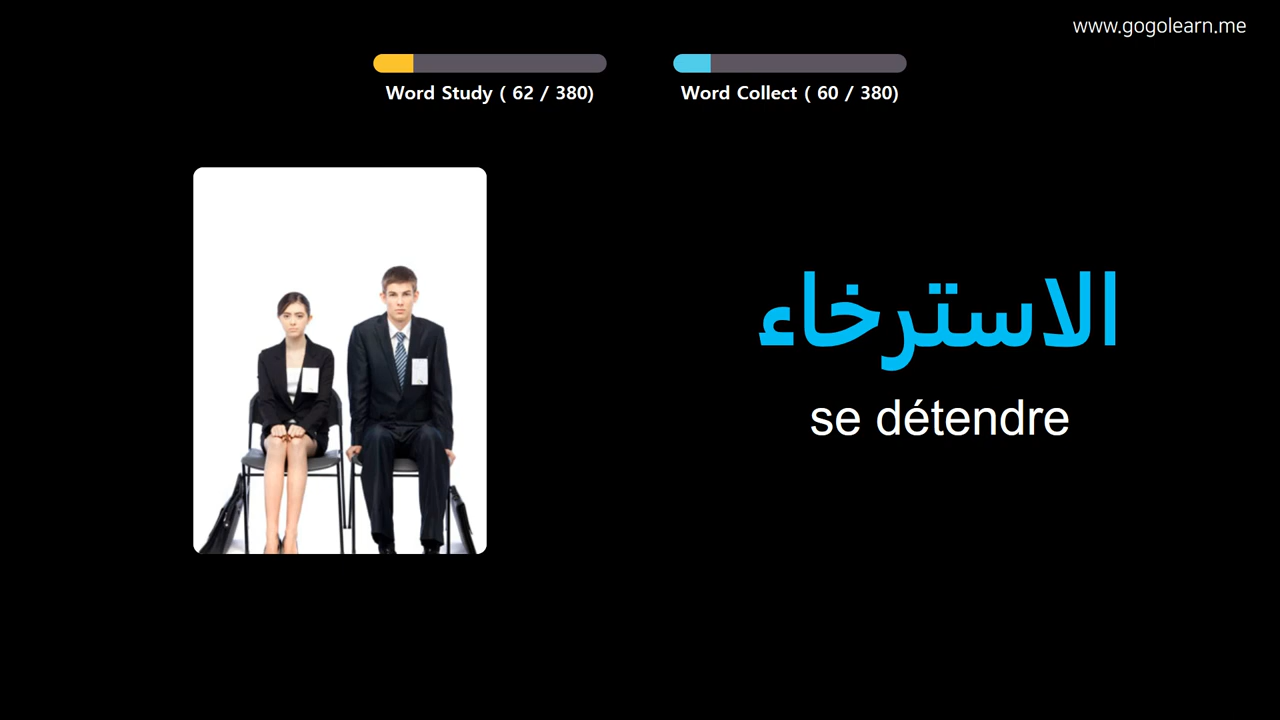 www.gogolearn.me
Word Study ( 62 / 380)
Word Collect ( 60 / 380)
الاسترخاء
se détendre